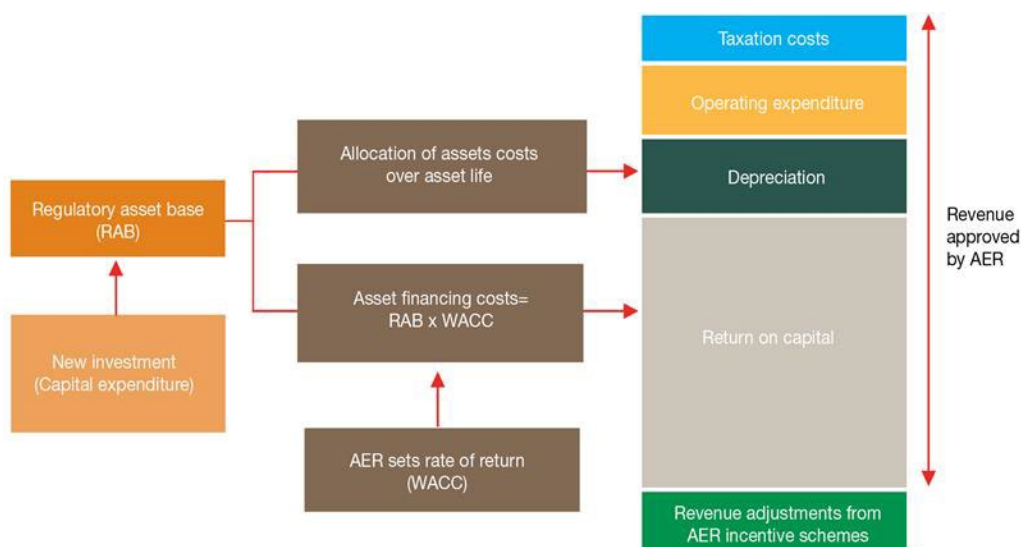 Regulatory asset base
(RAB)
New investment
(Capital expenditure)
Allocation of assets costs
over asset life
Asset financing costs=
RAB x WACC
AER sets rate of return
(WACC)
Taxation costs
Operating expenditure
Depreciation
Return on capital
Revenue adjustments from
AER incentive schemes
Revenue
approved
by AER